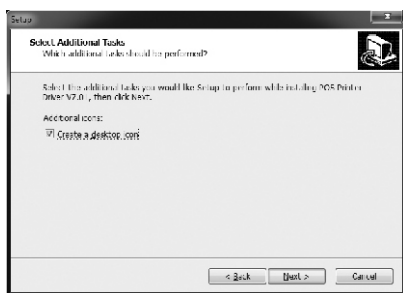 Setup
Select Additional Tasks
Which additional tasks should be performed?
Select the additional tasks you would like Setup to perform while installing POS Printer
Driver V7.01, then click Next.
Additional icons:
Create a desktop icon
< Back
Next >
Cancel